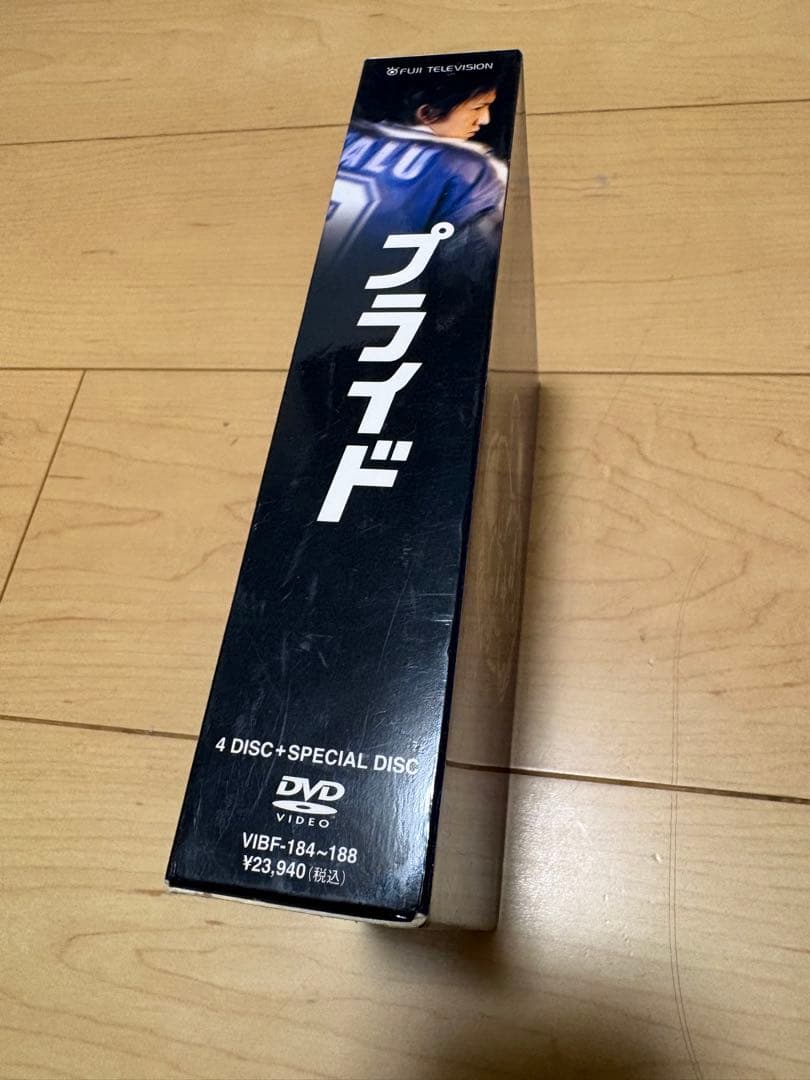 FUJI TELEVISION
ALU
プライド
4 DISC+SPECIAL DISC
DVD
VIDEO
VIBF-184~188
¥23,940(税込)